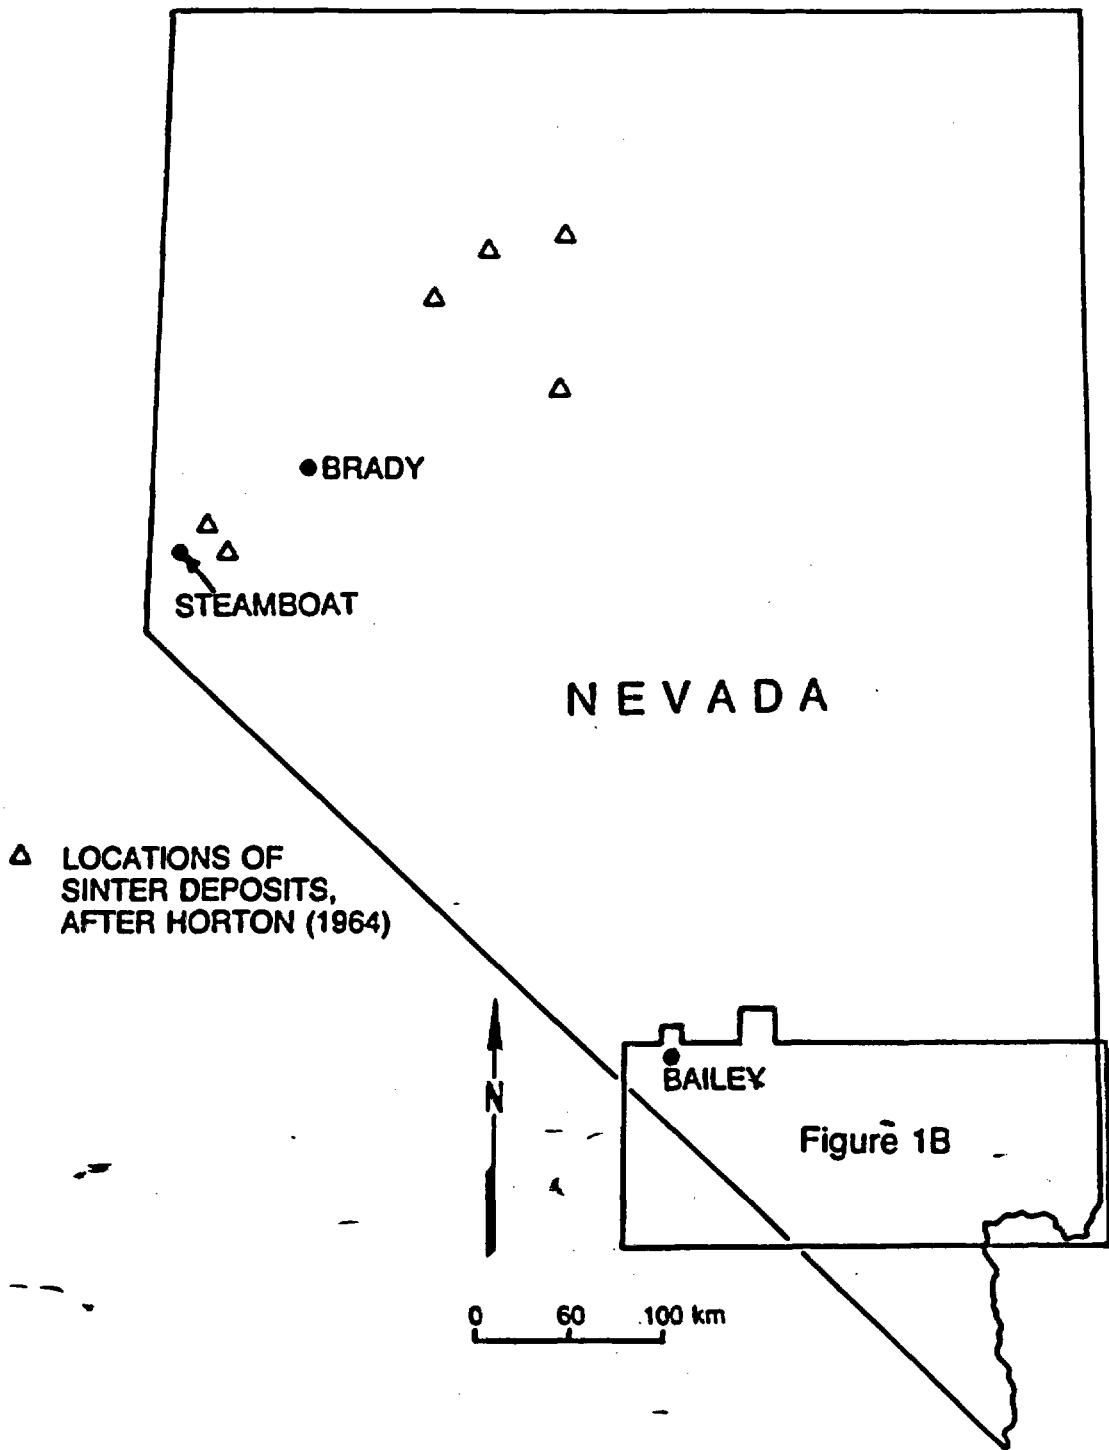 BRADY
STEAMBOAT
NEVADA
LOCATIONS OF
SINTER DEPOSITS,
AFTER HORTON (1964)
N
BAILEY
Figure 1B
0 60 100 km